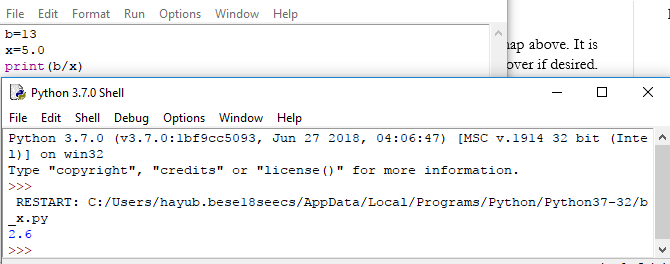 File Edit Format Run Options Window Help
b=13
x=5.0
print(b/x)
map above. It is
over if desired.
Python 3.7.0 Shell
File Edit Shell Debug Options Window Help
Python 3.7.0 (v3.7.0:1bf9cc5093, Jun 27 2018, 04:06:47) [MSC v.1914 32 bit (Inte
l)] on win32
Type "copyright", "credits" or "license()" for more information.
>>>
RESTART: C:/Users/hayub.bese18seecs/AppData/Local/Programs/Python/Python37-32/b
_x.py
2.6
>>>